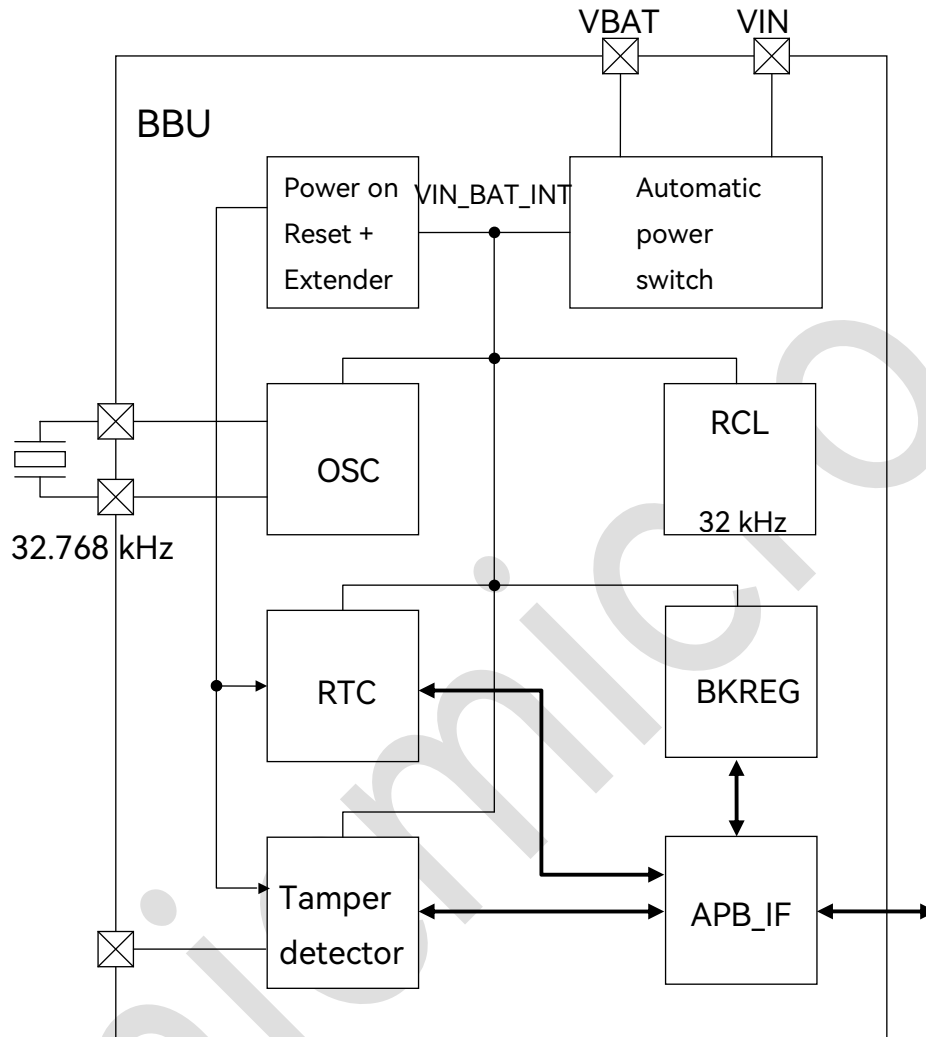 VBAT VIN
BBU
Power on
Reset +
Extender
VIN_BAT_INT
Automatic
power
switch
OSC
RCL
32 kHz
32.768 kHz
RTC
BKREG
Tamper
detector
APB_IF